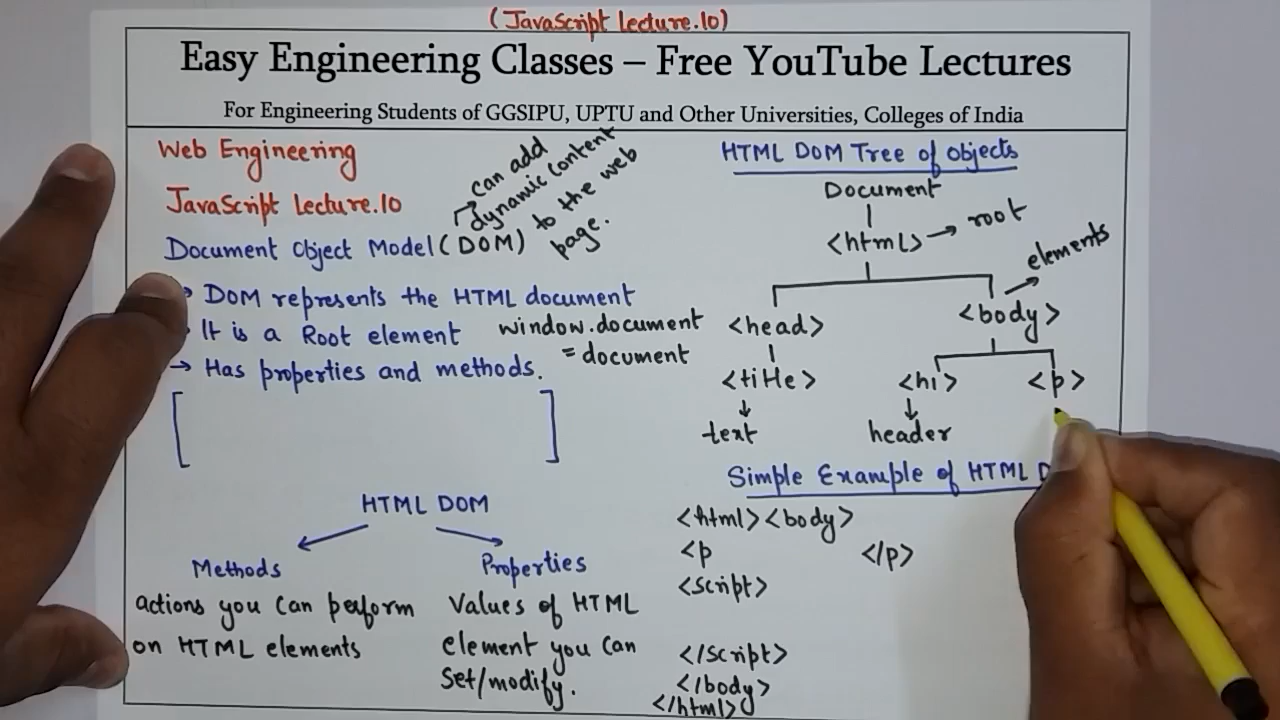 (JavaScript Lecture.10)
Easy Engineering Classes – Free YouTube Lectures
For Engineering Students of GGSIPU, UPTU and Other Universities, Colleges of India
Web Engineering
JavaScript Lecture.10
Document Object Model (DOM)
can add
dynamic content
to the web
page.
→ DOM represents the HTML document
It is a Root element
window.document
= document
→ Has properties and methods.
[ ]
HTML DOM
Methods
actions you can perform
on HTML elements
Properties
Values of HTML
element you can
set/modify.
HTML DOM Tree of Objects
Document
<html> → root
elements
<head> <body>
<title> <h1> <p>
text header
Simple Example of HTML
<html><body>
<p </p>
<script>
</script>
</body>
</html>